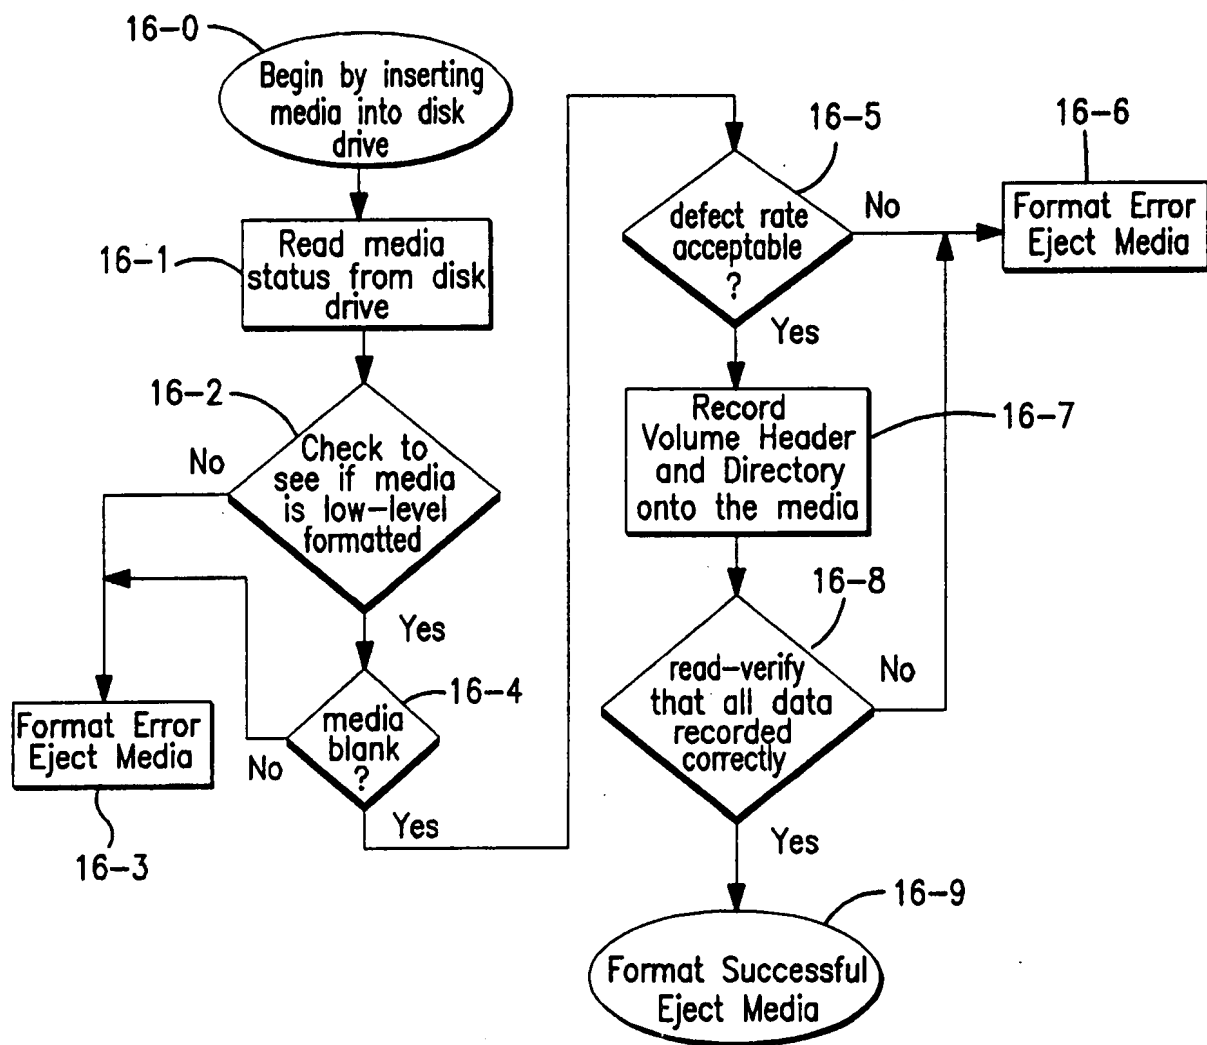 16-0
Begin by inserting
media into disk
drive
16-1
Read media
status from disk
drive
16-2
Check to
see if media
is low-level
formatted
No
Yes
16-3
Format Error
Eject Media
16-4
media
blank
?
No
Yes
16-5
defect rate
acceptable
?
No
Yes
16-6
Format Error
Eject Media
16-7
Record
Volume Header
and Directory
onto the media
16-8
read-verify
that all data
recorded
correctly
No
Yes
16-9
Format Successful
Eject Media